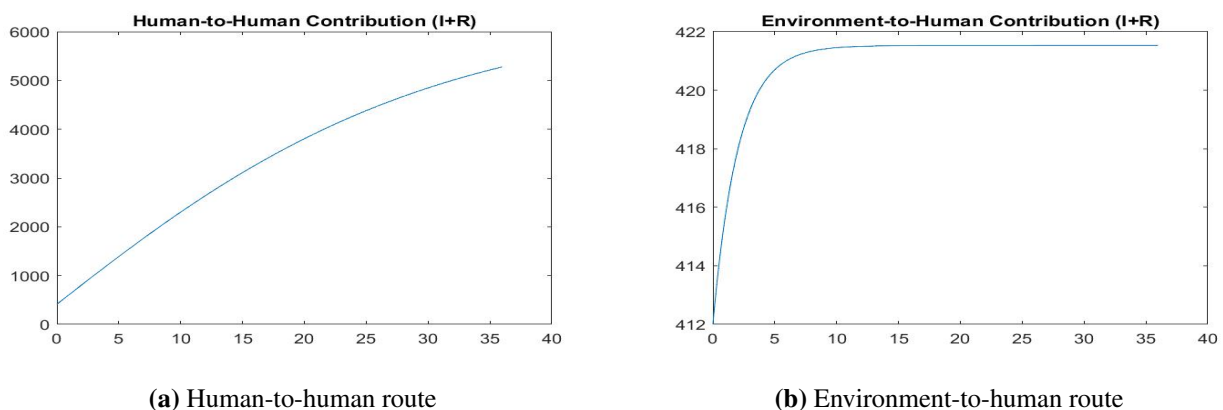 Human-to-Human Contribution (I+R)
6000
5000
4000
3000
2000
1000
0
0 5 10 15 20 25 30 35 40
(a) Human-to-human route
Environment-to-Human Contribution (I+R)
422
420
418
416
414
412
0 5 10 15 20 25 30 35 40
(b) Environment-to-human route